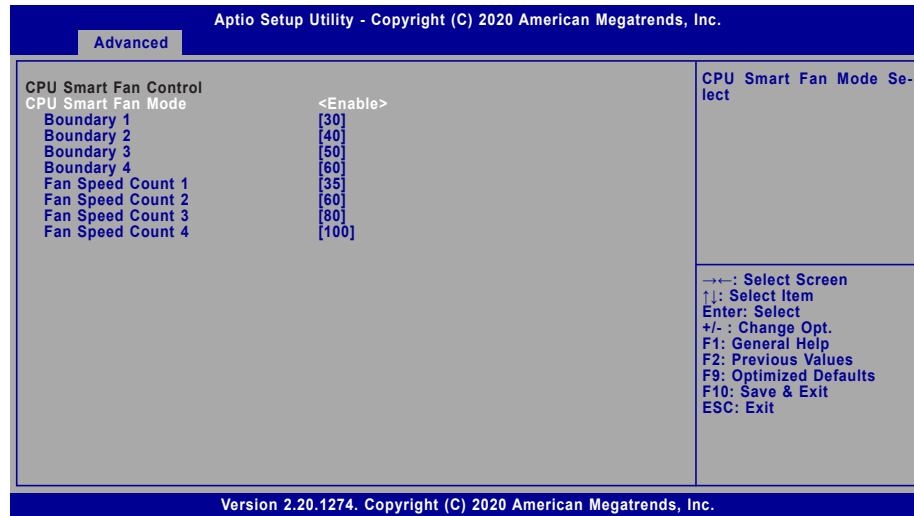 Aptio Setup Utility - Copyright (C) 2020 American Megatrends, Inc.
Advanced
CPU Smart Fan Control
CPU Smart Fan Mode <Enable>
Boundary 1 [30]
Boundary 2 [40]
Boundary 3 [50]
Boundary 4 [60]
Fan Speed Count 1 [35]
Fan Speed Count 2 [60]
Fan Speed Count 3 [80]
Fan Speed Count 4 [100]
CPU Smart Fan Mode Se-
lect
→←: Select Screen
↑↓: Select Item
Enter: Select
+/- : Change Opt.
F1: General Help
F2: Previous Values
F9: Optimized Defaults
F10: Save & Exit
ESC: Exit
Version 2.20.1274. Copyright (C) 2020 American Megatrends, Inc.